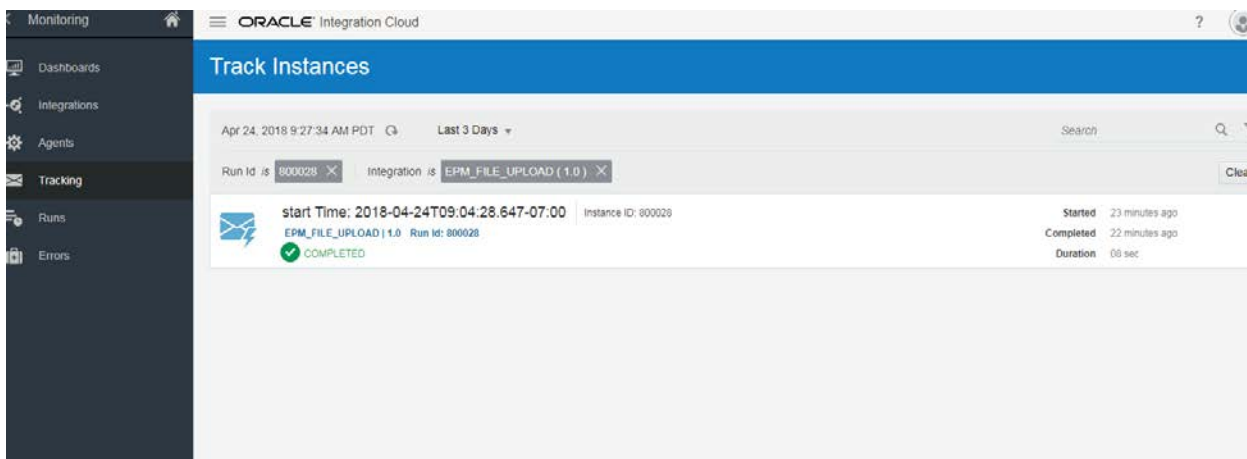 Monitoring
ORACLE Integration Cloud
?
Dashboards
Track Instances
Integrations
Agents
Apr 24, 2018 9:27:34 AM PDT Last 3 Days
Search
Tracking
Run Id is 800028 X Integration is EPM_FILE_UPLOAD ( 1.0 ) X
Clea
Runs
start Time: 2018-04-24T09:04:28.647-07:00 Instance ID: 800028
Started 23 minutes ago
EPM_FILE_UPLOAD | 1.0 Run Id: 800028
Completed 22 minutes ago
Errors
COMPLETED
Duration 08 sec